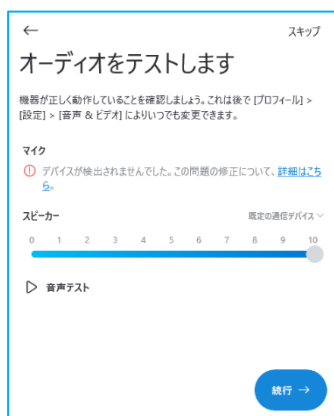 スキップ
オーディオをテストします
機器が正しく動作していることを確認しましょう。これは後で [プロフィール] >
[設定] > [音声 & ビデオ] によりいつでも変更できます。
マイク
デバイスが検出されませんでした。この問題の修正について、詳細はこち
ら。
スピーカー 既定の通信デバイス
0 1 2 3 4 5 6 7 8 9 10
音声テスト
続行 →